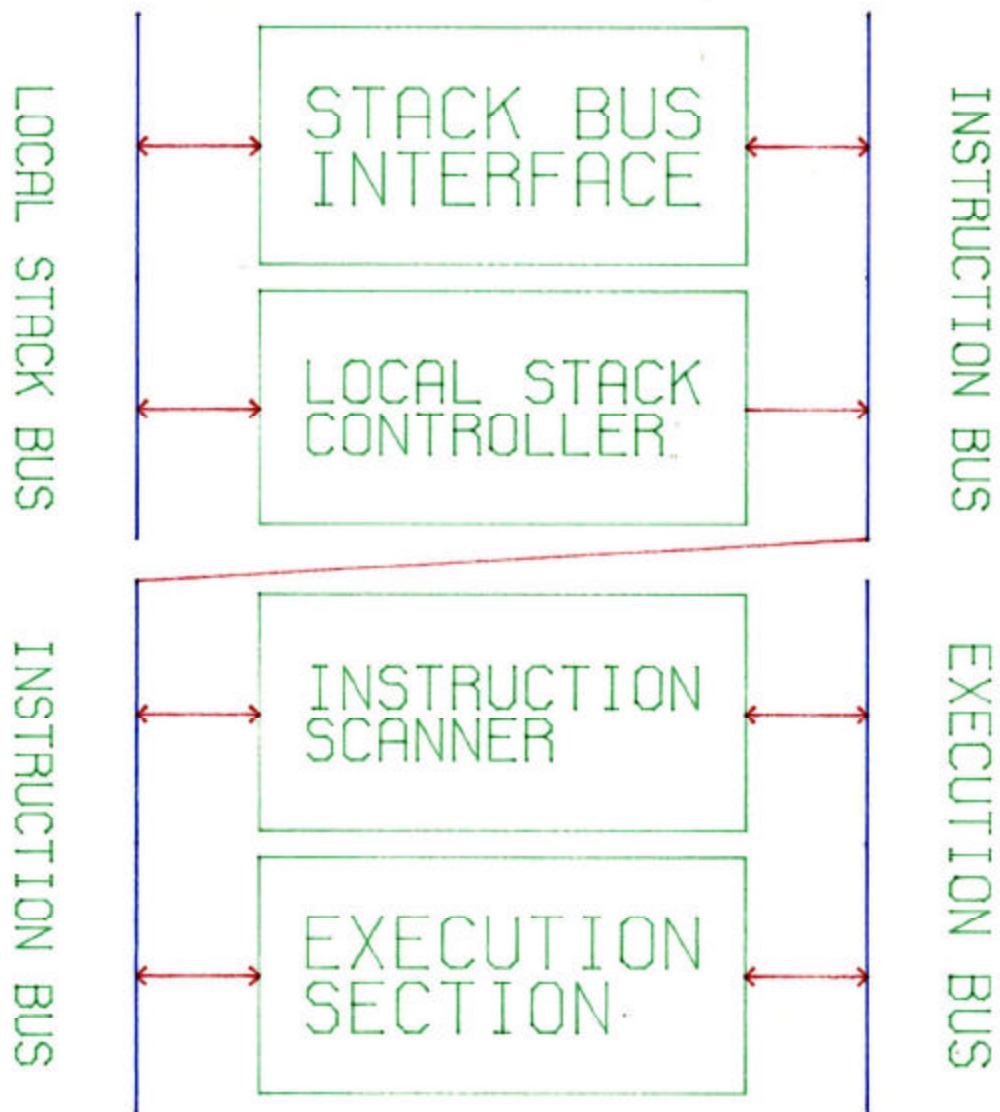 LOCAL STACK BUS
STACK BUS
INTERFACE
INSTRUCTION BUS
LOCAL STACK
CONTROLLER
INSTRUCTION BUS
INSTRUCTION
SCANNER
EXECUTION BUS
EXECUTION
SECTION